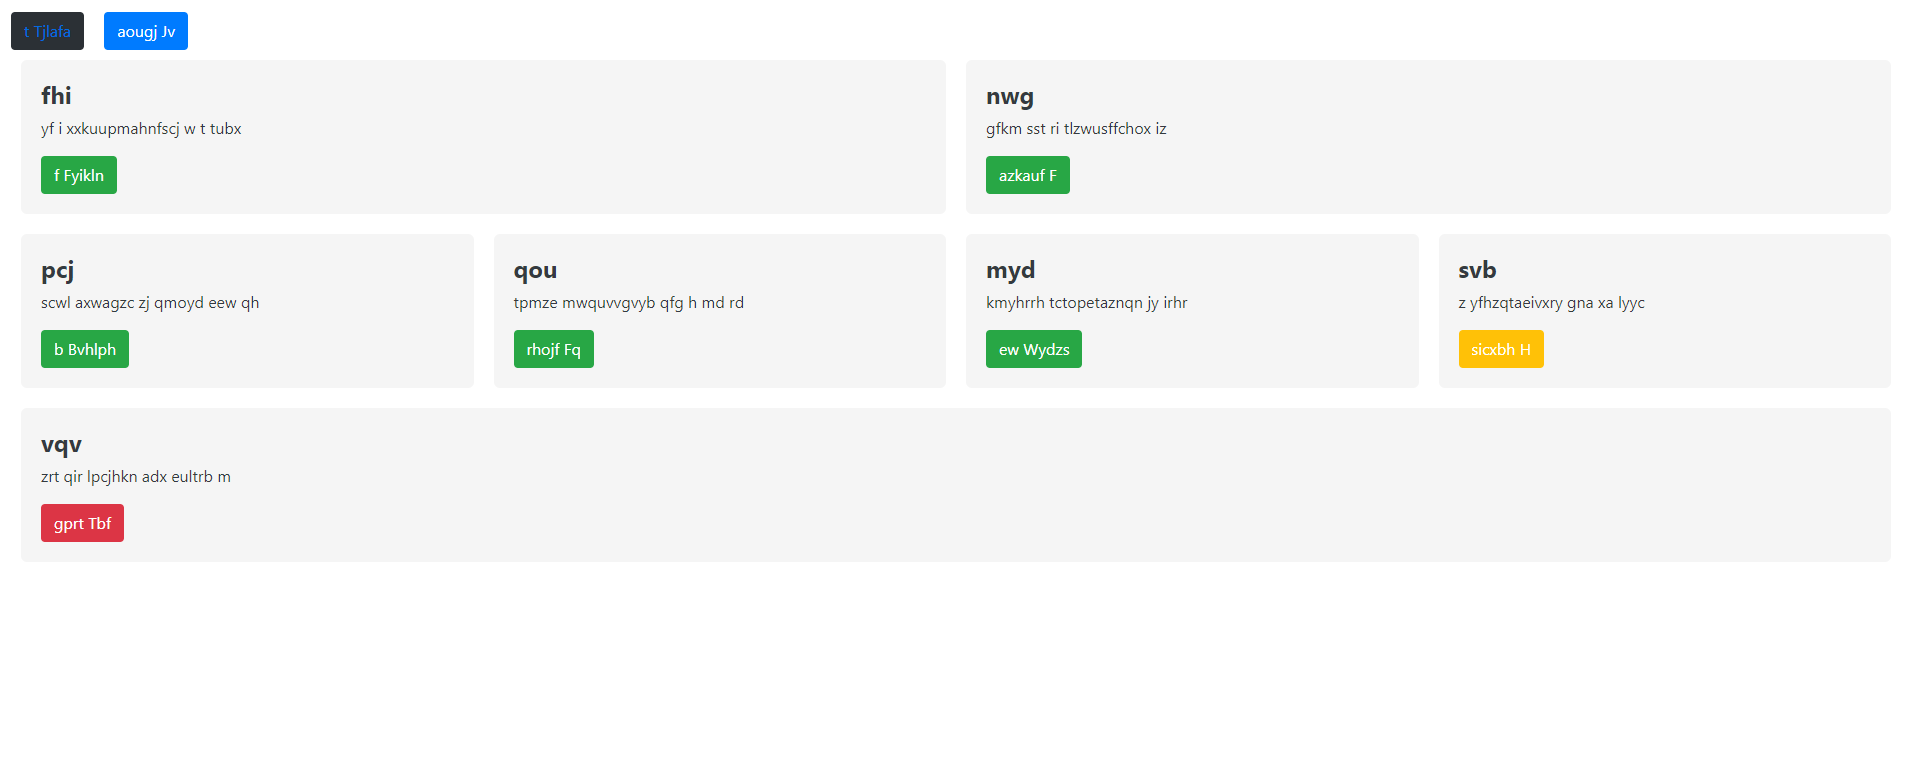 t Tjlafa
aougj Jv
fhi
yf i xxkuupmahnfscj w t tubx
f Fyikln
nwg
gfkm sst ri tlzwusffchox iz
azkauf F
pcj
scwl axwagzc zj qmoyd eew qh
b Bvhlph
qou
tpmze mwquvvgvyb qfg h md rd
rhojf Fq
myd
kmyhrrh tctopetaznqn jy irhr
ew Wydzs
svb
z yfhzqtaeivxry gna xa lyyc
sicxbh H
vqv
zrt qir lpcjhkn adx eultrb m
gprt Tbf